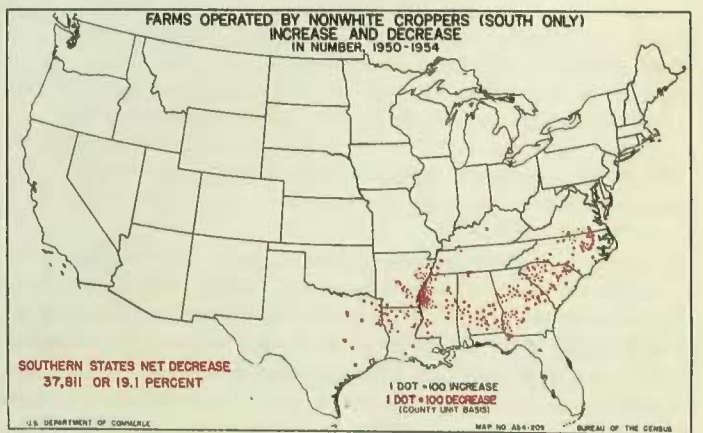 FARMS OPERATED BY NONWHITE CROPPERS (SOUTH ONLY)
INCREASE AND DECREASE
IN NUMBER, 1950-1954
SOUTHERN STATES NET DECREASE
37,811 OR 19.1 PERCENT
1 DOT = 100 INCREASE
1 DOT = 100 DECREASE
(COUNTY UNIT BASIS)
U.S. DEPARTMENT OF COMMERCE
MAP NO. A54-209
BUREAU OF THE CENSUS